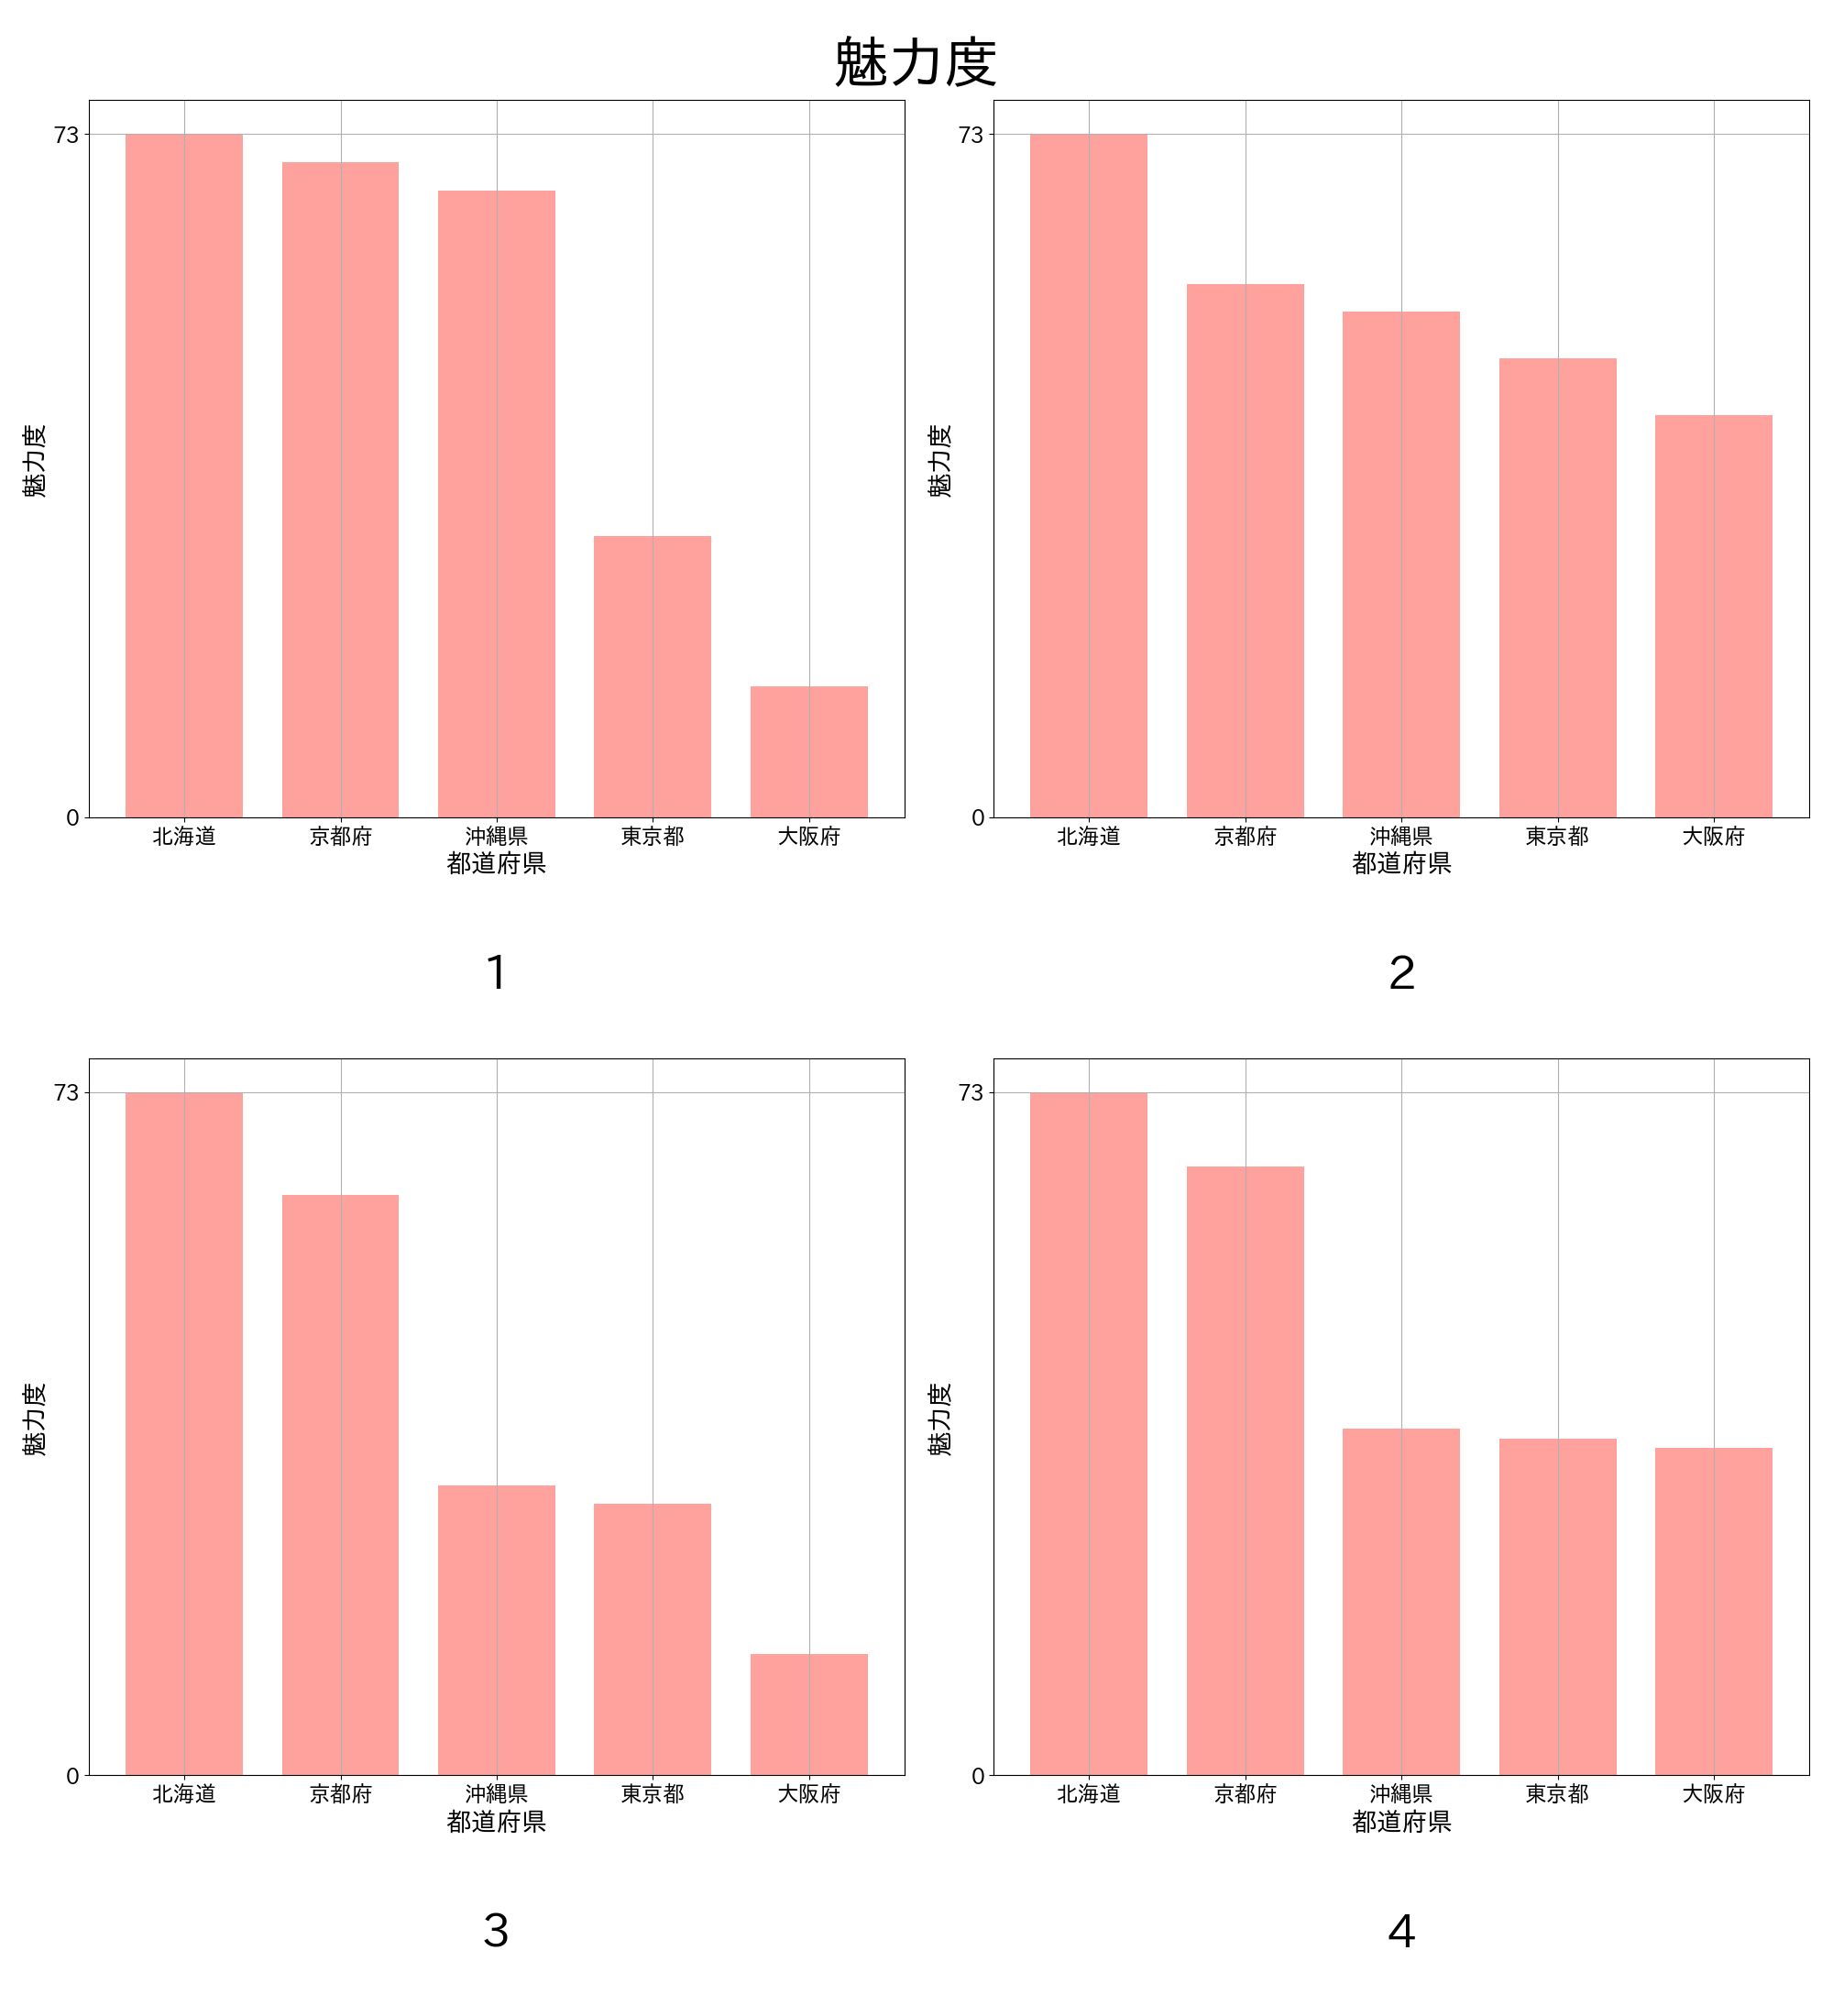 魅力度
73
0
魅力度
北海道 京都府 沖縄県 東京都 大阪府
都道府県
1
73
0
魅力度
北海道 京都府 沖縄県 東京都 大阪府
都道府県
2
73
0
魅力度
北海道 京都府 沖縄県 東京都 大阪府
都道府県
3
73
0
魅力度
北海道 京都府 沖縄県 東京都 大阪府
都道府県
4